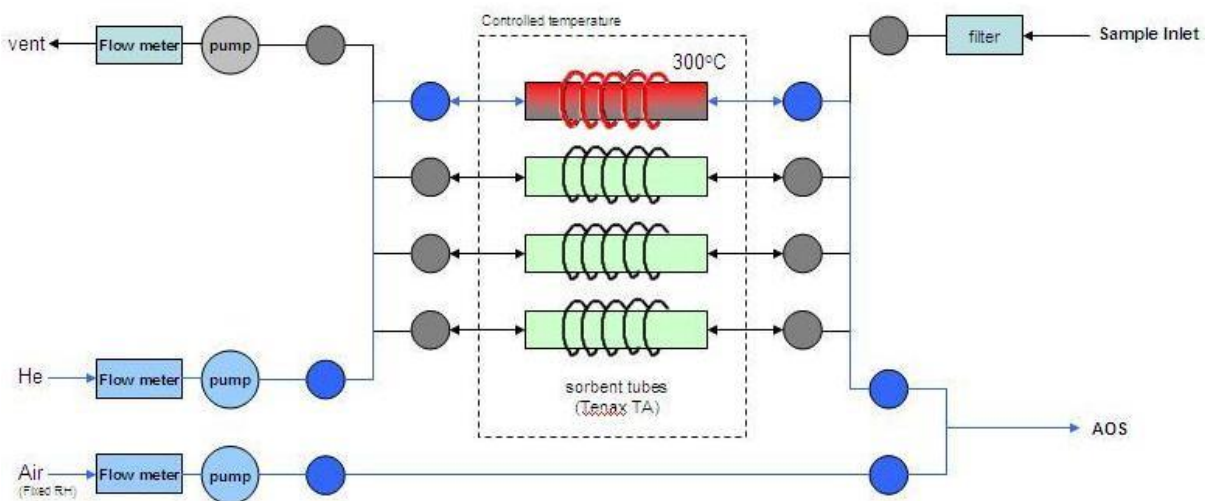 Controlled temperature
vent
Flow meter
pump
filter
Sample Inlet
300°C
He
Flow meter
pump
sorbent tubes
(Tenax TA)
AOS
Air
(Fixed RH)
Flow meter
pump